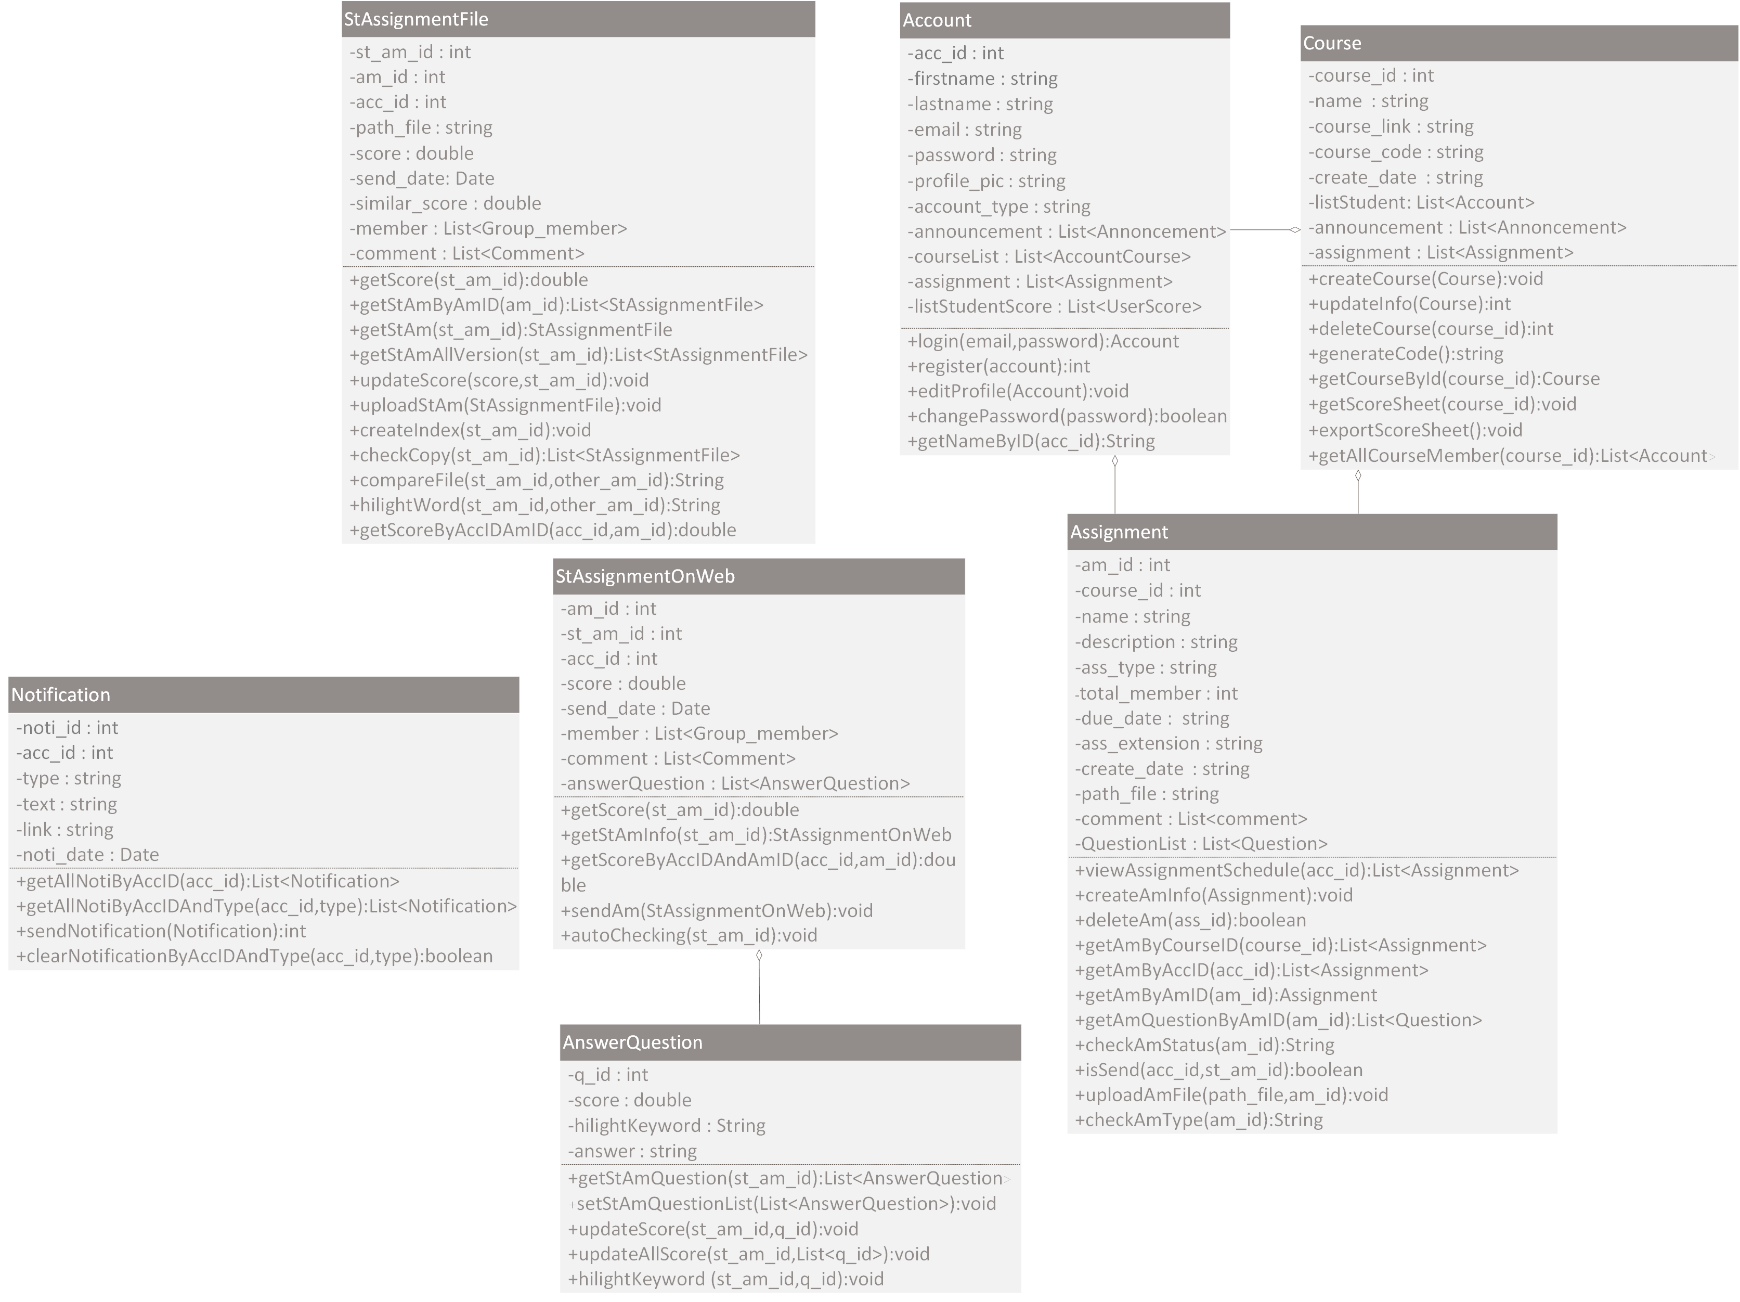 StAssignmentFile
-st_am_id : int
-am_id : int
-acc_id : int
-path_file : string
-score : double
-send_date: Date
-similar_score : double
-member : List<Group_member>
-comment : List<Comment>
+getScore(st_am_id):double
+getStAmByAmID(am_id):List<StAssignmentFile>
+getStAm(st_am_id):StAssignmentFile
+getStAmAllVersion(st_am_id):List<StAssignmentFile>
+updateScore(score,st_am_id):void
+uploadStAm(StAssignmentFile):void
+createIndex(st_am_id):void
+checkCopy(st_am_id):List<StAssignmentFile>
+compareFile(st_am_id,other_am_id):String
+hilightWord(st_am_id,other_am_id):String
+getScoreByAccIDAmID(acc_id,am_id):double
Account
-acc_id : int
-firstname : string
-lastname : string
-email : string
-password : string
-profile_pic : string
-account_type : string
-announcement : List<Annoncement>
-courseList : List<AccountCourse>
-assignment : List<Assignment>
-listStudentScore : List<UserScore>
+login(email,password):Account
+register(account):int
+editProfile(Account):void
+changePassword(password):boolean
+getNameByID(acc_id):String
Course
-course_id : int
-name : string
-course_link : string
-course_code : string
-create_date : string
-listStudent: List<Account>
-announcement : List<Annoncement>
-assignment : List<Assignment>
+createCourse(Course):void
+updateInfo(Course):int
+deleteCourse(course_id):int
+generateCode():string
+getCourseById(course_id):Course
+getScoreSheet(course_id):void
+exportScoreSheet():void
+getAllCourseMember(course_id):List<Account>
StAssignmentOnWeb
-am_id : int
-st_am_id : int
-acc_id : int
-score : double
-send_date : Date
-member : List<Group_member>
-comment : List<Comment>
-answerQuestion : List<AnswerQuestion>
+getScore(st_am_id):double
+getStAmInfo(st_am_id):StAssignmentOnWeb
+getScoreByAccIDAndAmID(acc_id,am_id):dou
ble
+sendAm(StAssignmentOnWeb):void
+autoChecking(st_am_id):void
Assignment
-am_id : int
-course_id : int
-name : string
-description : string
-ass_type : string
-total_member : int
-due_date : string
-ass_extension : string
-create_date : string
-path_file : string
-comment : List<comment>
-QuestionList : List<Question>
+viewAssignmentSchedule(acc_id):List<Assignment>
+createAmInfo(Assignment):void
+deleteAm(ass_id):boolean
+getAmByCourseID(course_id):List<Assignment>
+getAmByAccID(acc_id):List<Assignment>
+getAmByAmID(am_id):Assignment
+getAmQuestionByAmID(am_id):List<Question>
+checkAmStatus(am_id):String
+isSend(acc_id,st_am_id):boolean
+uploadAmFile(path_file,am_id):void
+checkAmType(am_id):String
Notification
-noti_id : int
-acc_id : int
-type : string
-text : string
-link : string
-noti_date : Date
+getAllNotiByAccID(acc_id):List<Notification>
+getAllNotiByAccIDAndType(acc_id,type):List<Notification>
+sendNotification(Notification):int
+clearNotificationByAccIDAndType(acc_id,type):boolean
AnswerQuestion
-q_id : int
-score : double
-hilightKeyword : String
-answer : string
+getStAmQuestion(st_am_id):List<AnswerQuestion>
setStAmQuestionList(List<AnswerQuestion>):void
+updateScore(st_am_id,q_id):void
+updateAllScore(st_am_id,List<q_id>):void
+hilightKeyword (st_am_id,q_id):void